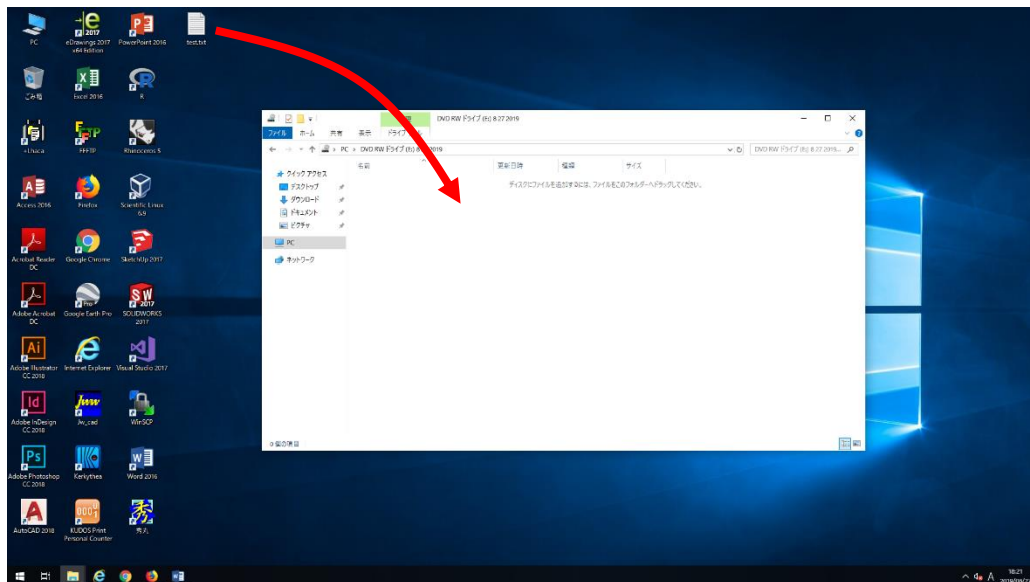 PC
eDrawings 2017
x64 Edition
PowerPoint 2016
test.txt
ごみ箱
Excel 2016
R
+Lhaca
FFFTP
Rhinoceros 5
Access 2016
Firefox
Scientific Linux
6.9
Acrobat Reader
DC
Google Chrome
SketchUp 2017
Adobe Acrobat
DC
Google Earth Pro
SOLIDWORKS
2017
Adobe Illustrator
CC 2018
Internet Explorer
Visual Studio 2017
Adobe InDesign
CC 2018
Jw_cad
WinSCP
Adobe Photoshop
CC 2018
Kerkythea
Word 2016
AutoCAD 2018
KUDOS Print
Personal Counter
秀丸
DVD RW ドライブ (E:) 8 27 2019
ファイル ホーム 共有 表示
PC › DVD RW ドライブ (E:) 8 2019
名前 更新日時 種類 サイズ
ディスクにファイルを追加するには、ファイルをこのフォルダーへドラッグしてください。
クイック アクセス
デスクトップ
ダウンロード
ドキュメント
ピクチャ
PC
ネットワーク
0 個の項目
A
16:21